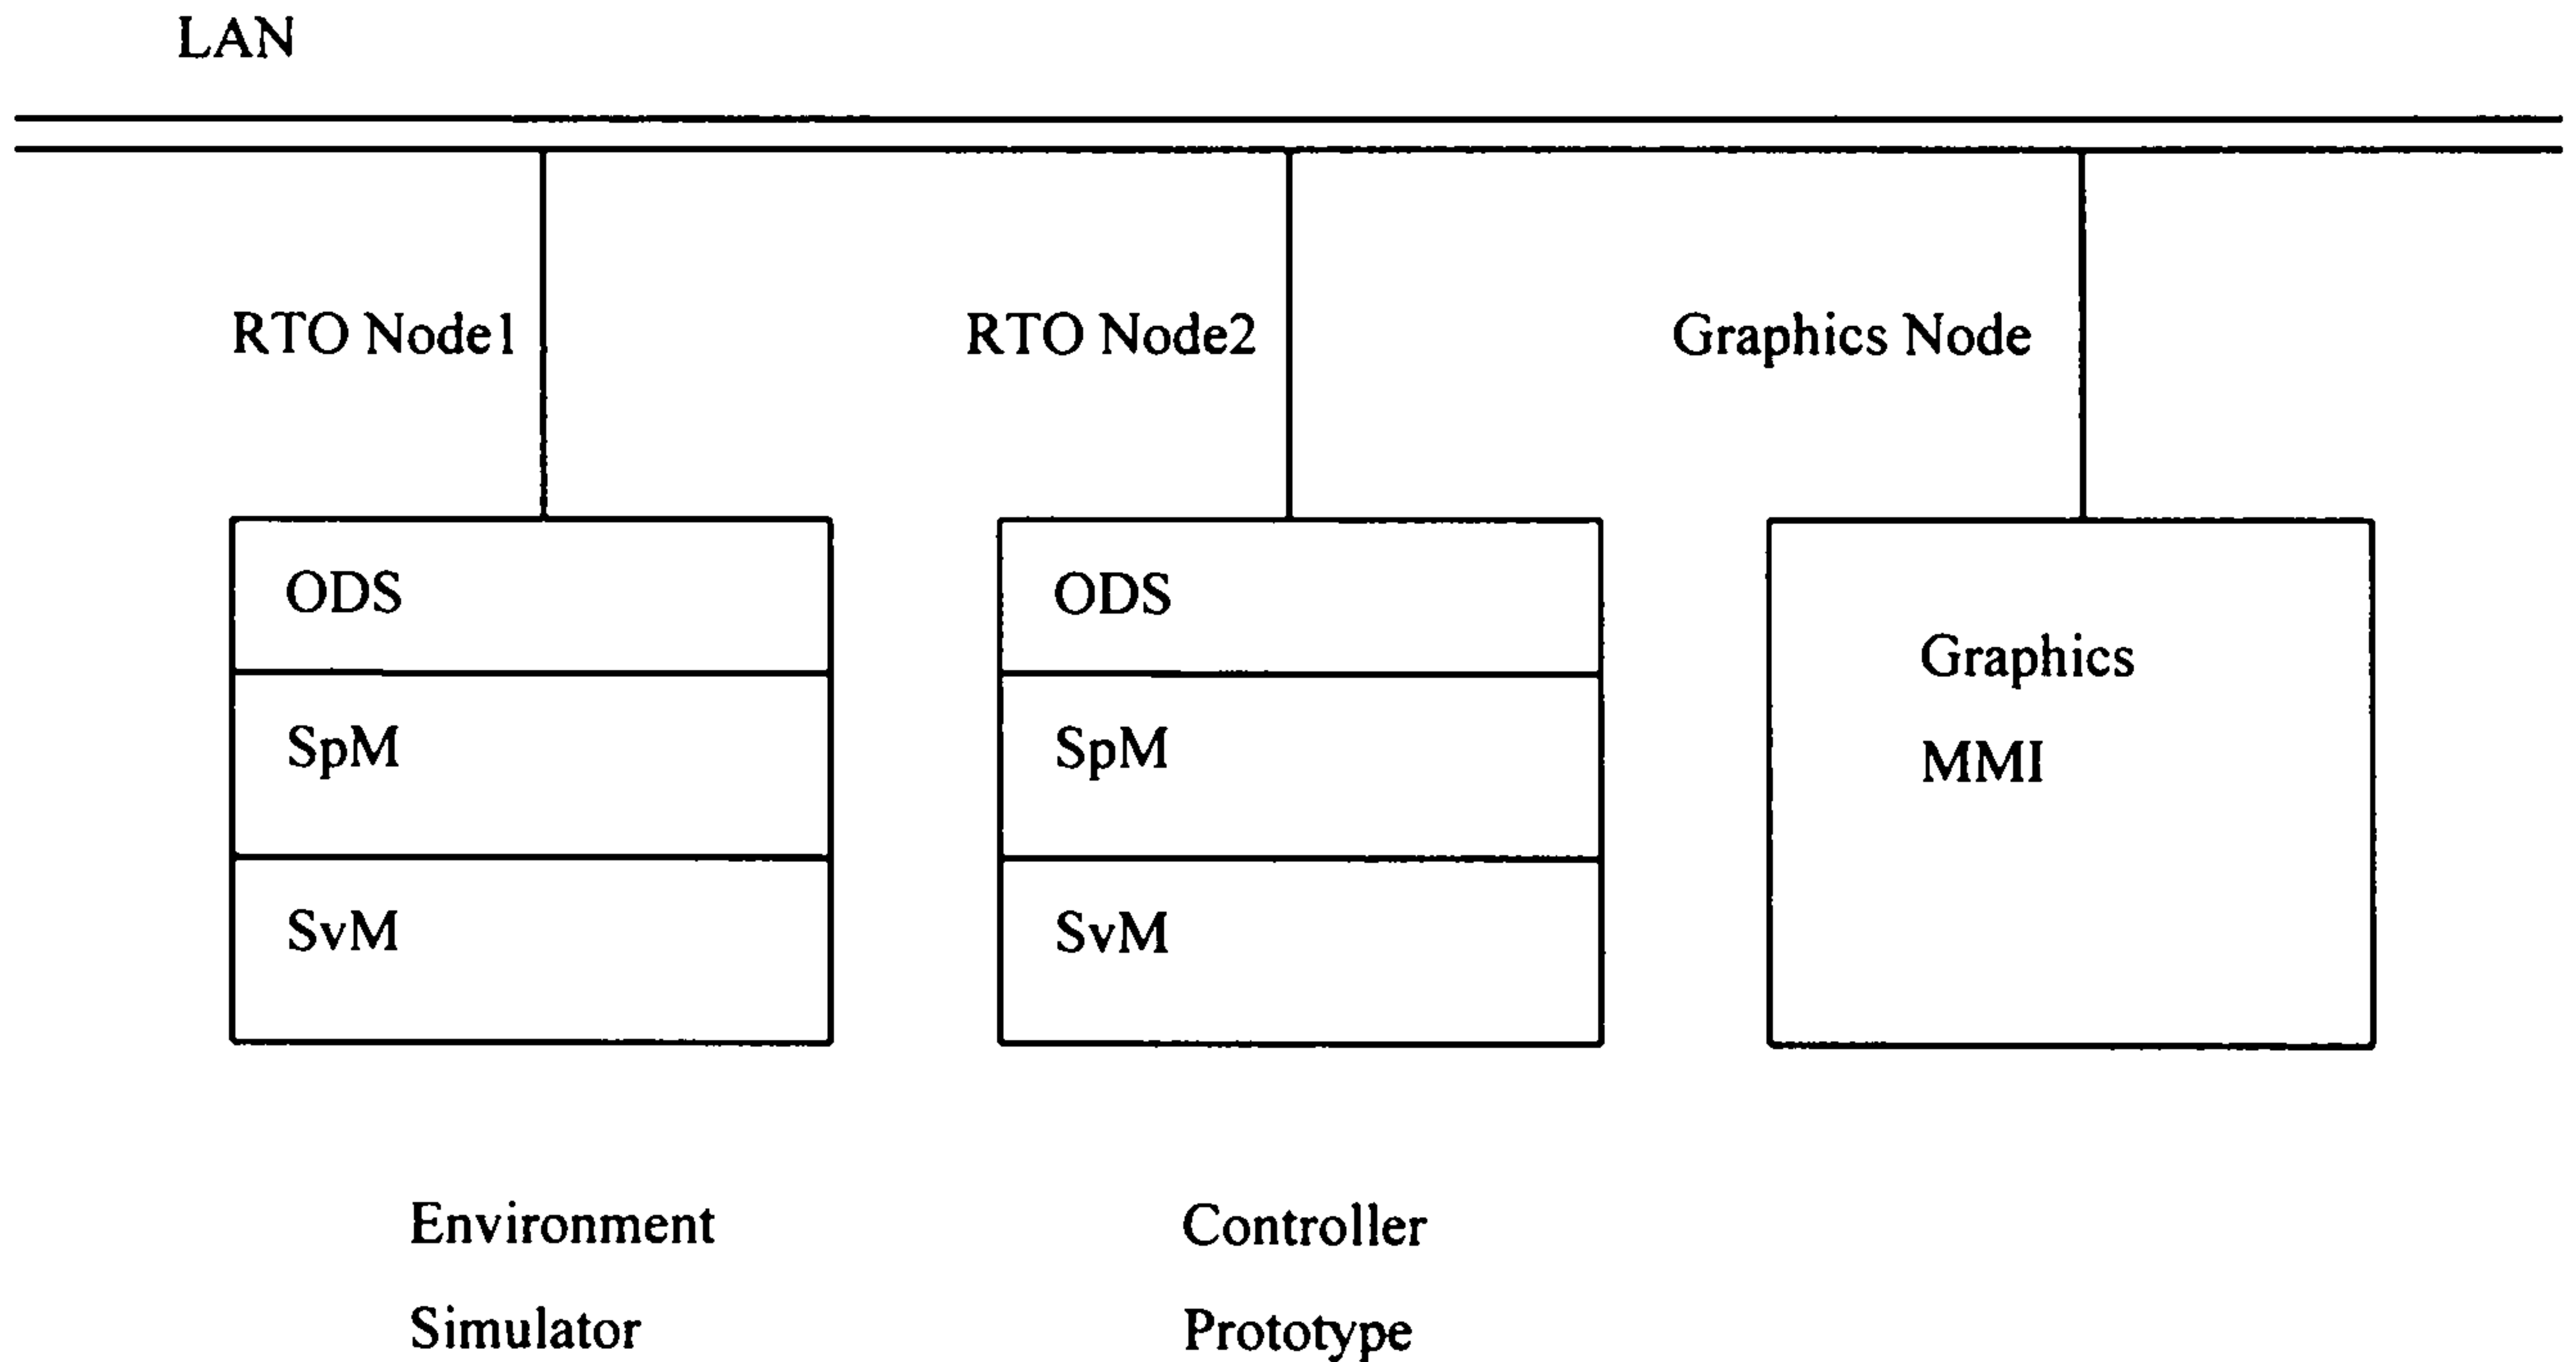 LAN
RTO Node1
RTO Node2
Graphics Node
ODS
SpM
SvM
ODS
SpM
SvM
Graphics
MMI
Environment
Simulator
Controller
Prototype